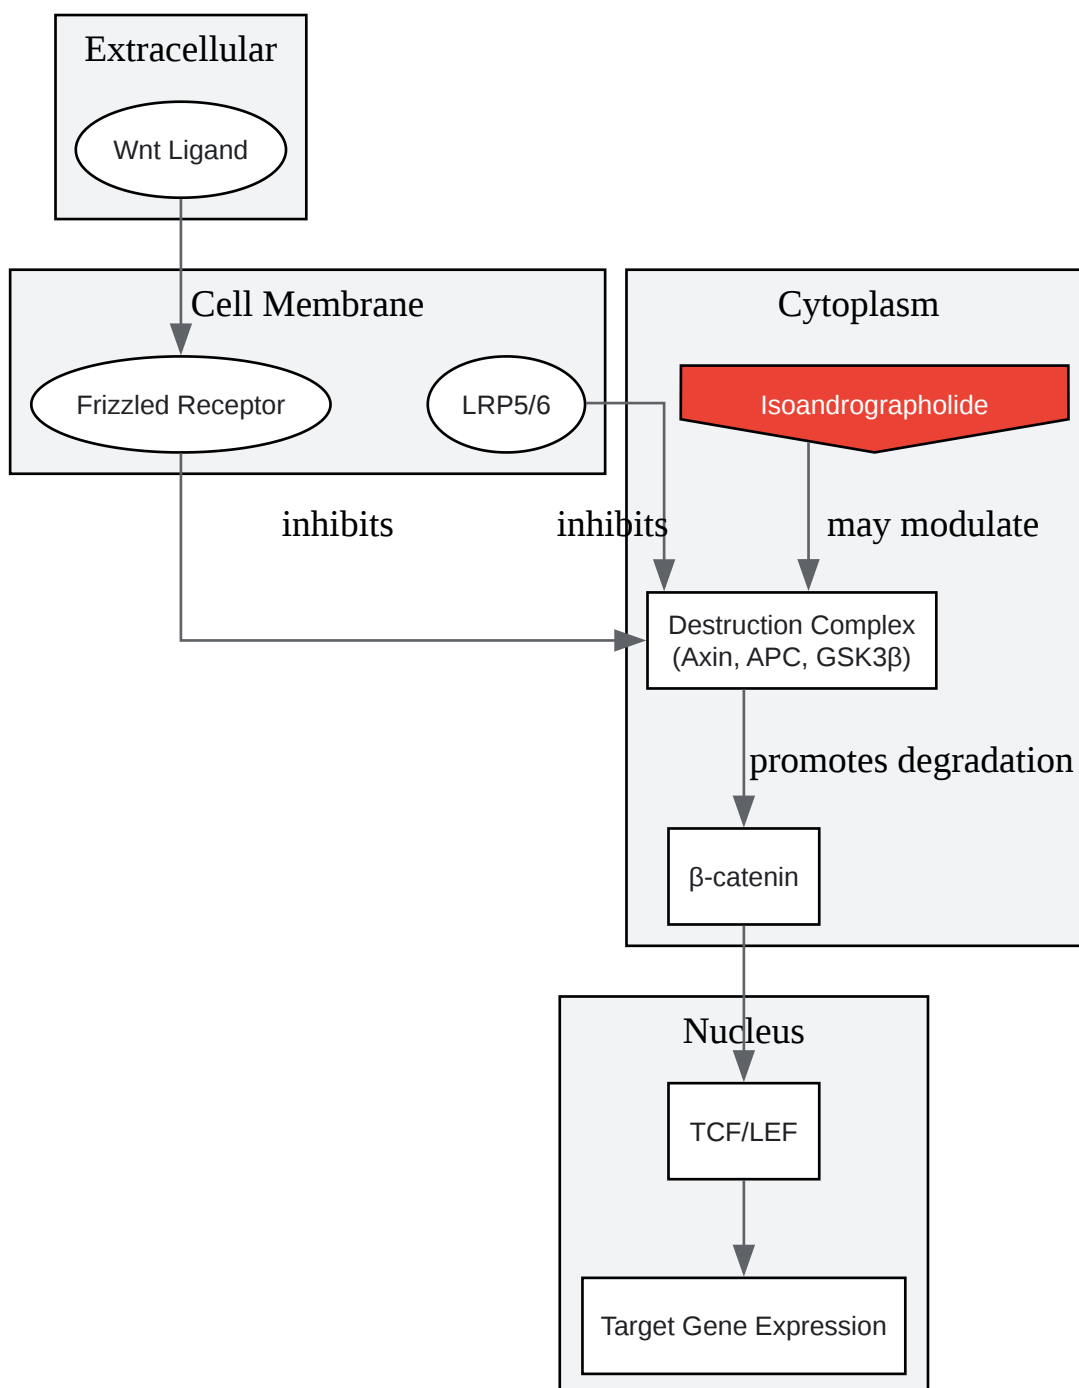 Extracellular
Wnt Ligand
Cell Membrane
Cytoplasm
Frizzled Receptor
LRP5/6
Isoandrographolide
inhibits
inhibits
may modulate
Destruction Complex
(Axin, APC, GSK3β)
promotes degradation
β-catenin
Nucleus
TCF/LEF
Target Gene Expression